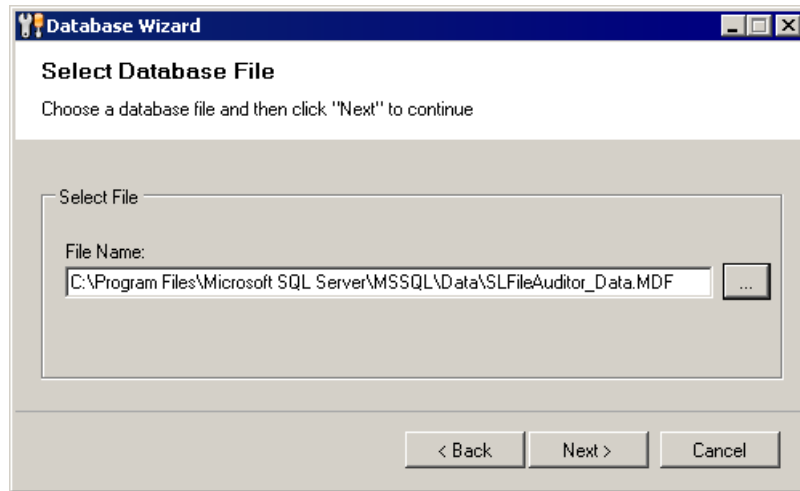 Database Wizard
Select Database File
Choose a database file and then click "Next" to continue
Select File
File Name:
C:\Program Files\Microsoft SQL Server\MSSQL\Data\SLFileAuditor_Data.MDF ...
< Back Next > Cancel